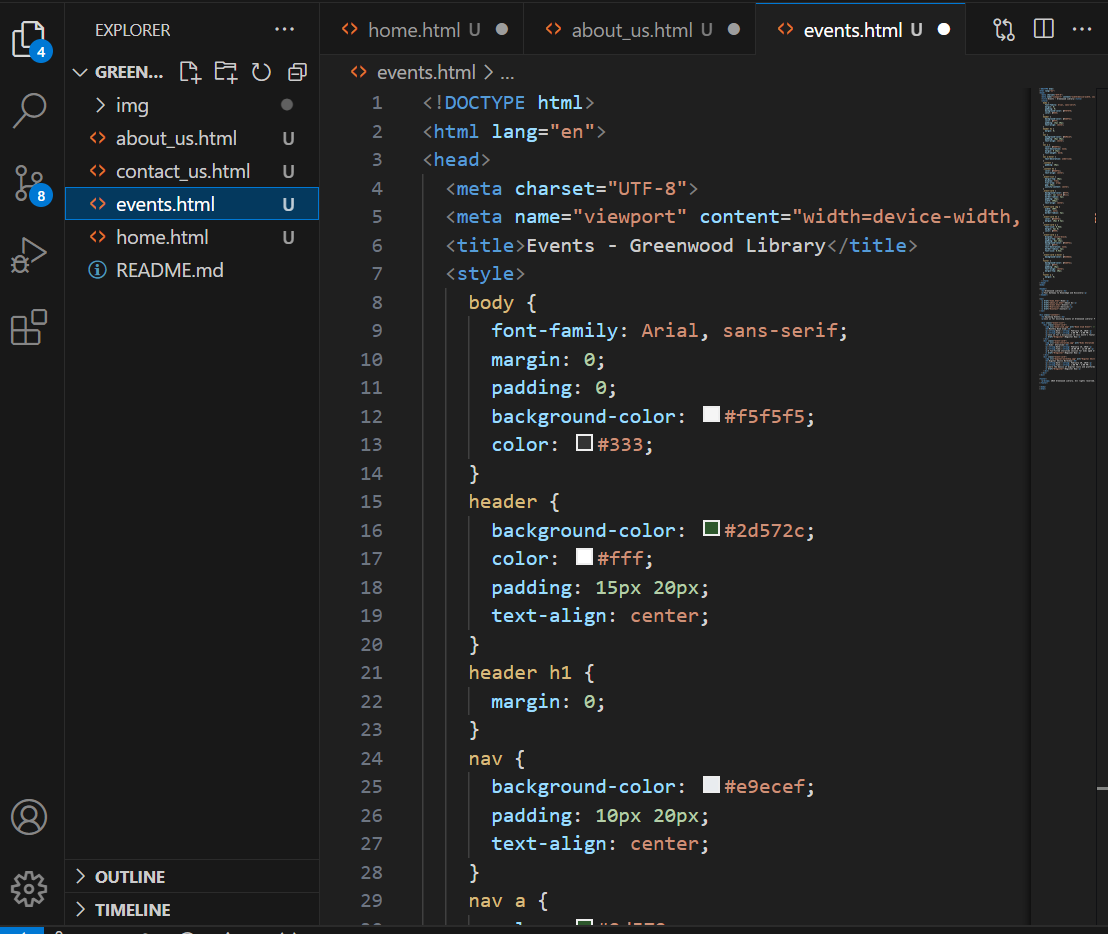 4
8
EXPLORER
GREEN...
img
about_us.html U
contact_us.html U
events.html U
home.html U
README.md
OUTLINE
TIMELINE
home.html U
about_us.html U
events.html U
events.html > ...
1 <!DOCTYPE html>
2 <html lang="en">
3 <head>
4 <meta charset="UTF-8">
5 <meta name="viewport" content="width=device-width,
6 <title>Events - Greenwood Library</title>
7 <style>
8 body {
9 font-family: Arial, sans-serif;
10 margin: 0;
11 padding: 0;
12 background-color: #f5f5f5;
13 color: #333;
14 }
15 header {
16 background-color: #2d572c;
17 color: #fff;
18 padding: 15px 20px;
19 text-align: center;
20 }
21 header h1 {
22 margin: 0;
23 }
24 nav {
25 background-color: #e9ecef;
26 padding: 10px 20px;
27 text-align: center;
28 }
29 nav a {